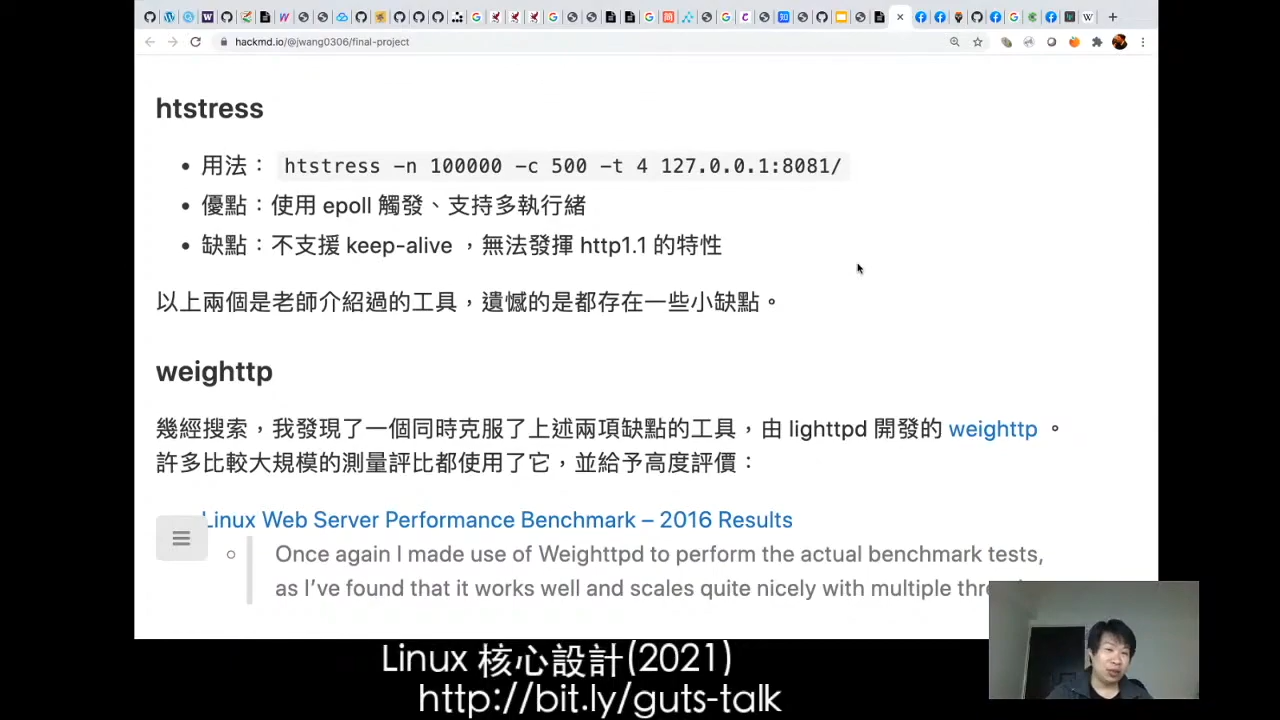 hackmd.io/@jwang0306/final-project
htstress
• 用法： htstress -n 100000 -c 500 -t 4 127.0.0.1:8081/
• 優點：使用 epoll 觸發、支持多執行緒
• 缺點：不支援 keep-alive ，無法發揮 http1.1 的特性
以上兩個是老師介紹過的工具，遺憾的是都存在一些小缺點。
weighttp
幾經搜索，我發現了一個同時克服了上述兩項缺點的工具，由 lighttpd 開發的 weighttp 。
許多比較大規模的測量評比都使用了它，並給予高度評價：
Linux Web Server Performance Benchmark – 2016 Results
Once again I made use of Weighttpd to perform the actual benchmark tests,
as I’ve found that it works well and scales quite nicely with multiple
Linux 核心設計(2021)
http://bit.ly/guts-talk